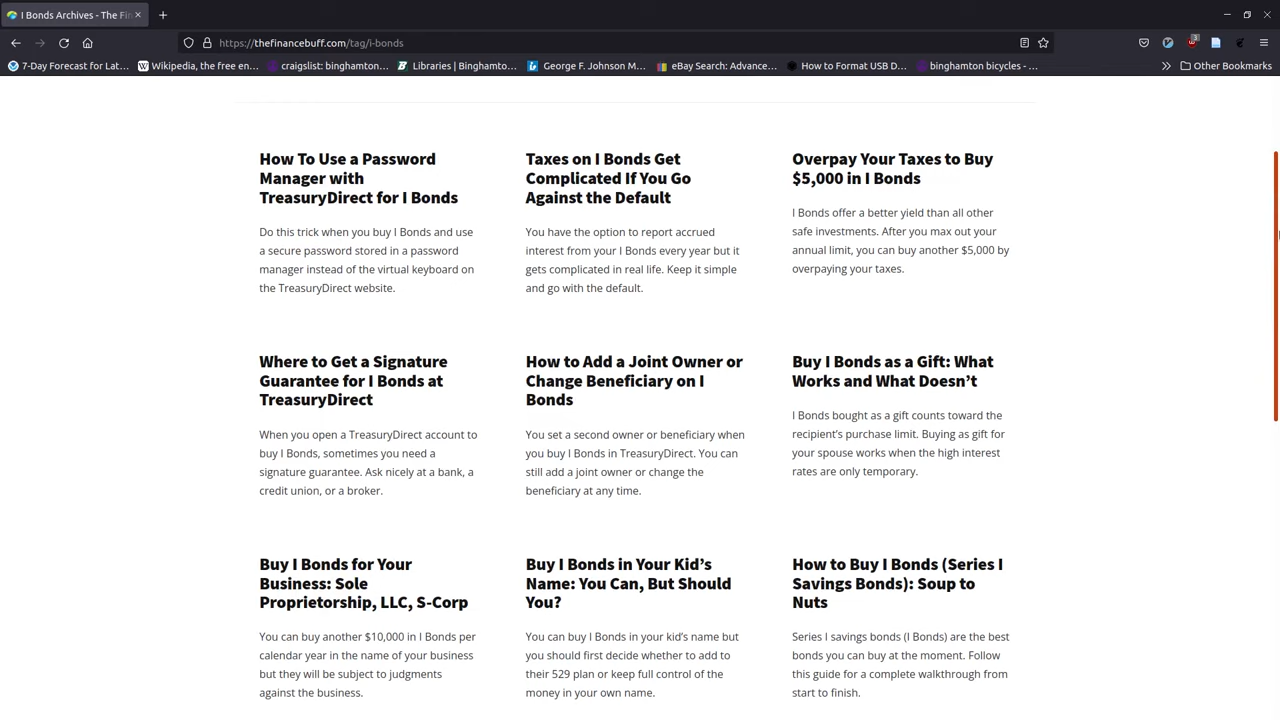 I Bonds Archives - The Fin
https://thefinancebuff.com/tag/i-bonds
3
7-Day Forecast for Lat…
Wikipedia, the free en…
craigslist: binghamton…
Libraries | Binghamto…
George F. Johnson M…
eBay Search: Advance…
How to Format USB D…
binghamton bicycles - …
Other Bookmarks
How To Use a Password
Manager with
TreasuryDirect for I Bonds
Do this trick when you buy I Bonds and use
a secure password stored in a password
manager instead of the virtual keyboard on
the TreasuryDirect website.
Taxes on I Bonds Get
Complicated If You Go
Against the Default
You have the option to report accrued
interest from your I Bonds every year but it
gets complicated in real life. Keep it simple
and go with the default.
Overpay Your Taxes to Buy
$5,000 in I Bonds
I Bonds offer a better yield than all other
safe investments. After you max out your
annual limit, you can buy another $5,000 by
overpaying your taxes.
Where to Get a Signature
Guarantee for I Bonds at
TreasuryDirect
When you open a TreasuryDirect account to
buy I Bonds, sometimes you need a
signature guarantee. Ask nicely at a bank, a
credit union, or a broker.
How to Add a Joint Owner or
Change Beneficiary on I
Bonds
You set a second owner or beneficiary when
you buy I Bonds in TreasuryDirect. You can
still add a joint owner or change the
beneficiary at any time.
Buy I Bonds as a Gift: What
Works and What Doesn’t
I Bonds bought as a gift counts toward the
recipient’s purchase limit. Buying as gift for
your spouse works when the high interest
rates are only temporary.
Buy I Bonds for Your
Business: Sole
Proprietorship, LLC, S-Corp
You can buy another $10,000 in I Bonds per
calendar year in the name of your business
but they will be subject to judgments
against the business.
Buy I Bonds in Your Kid’s
Name: You Can, But Should
You?
You can buy I Bonds in your kid’s name but
you should first decide whether to add to
their 529 plan or keep full control of the
money in your own name.
How to Buy I Bonds (Series I
Savings Bonds): Soup to
Nuts
Series I savings bonds (I Bonds) are the best
bonds you can buy at the moment. Follow
this guide for a complete walkthrough from
start to finish.